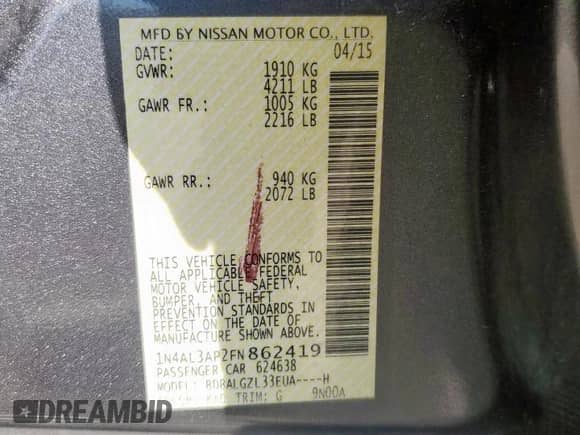 MFD BY NISSAN MOTOR CO., LTD.
DATE: 04/15
GVWR: 1910 KG
4211 LB
GAWR FR.: 1005 KG
2216 LB
GAWR RR.: 940 KG
2072 LB
THIS VEHICLE CONFORMS TO
ALL APPLICABLE FEDERAL
MOTOR VEHICLE SAFETY,
BUMPER, AND THEFT
PREVENTION STANDARDS IN
EFFECT ON THE DATE OF
MANUFACTURE SHOWN ABOVE.
1N4AL3AP2FN862419
PASSENGER CAR 624638
MODEL: BDRALGZL33EUA----H
TRIM: G 9N00A
DREAMBID